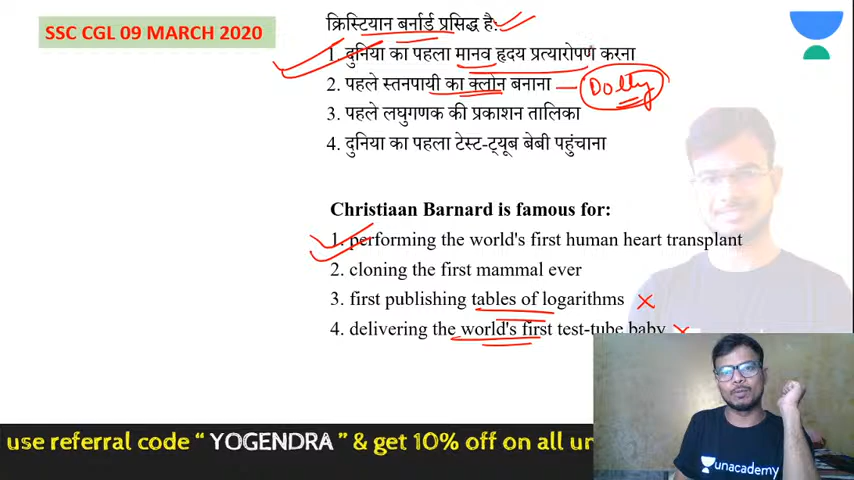 SSC CGL 09 MARCH 2020
क्रिस्टियान बर्नार्ड प्रसिद्ध है:
1. दुनिया का पहला मानव हृदय प्रत्यारोपण करना
2. पहले स्तनपायी का क्लोन बनाना
Dolly
3. पहले लघुगणक की प्रकाशन तालिका
4. दुनिया का पहला टेस्ट-ट्यूब बेबी पहुंचाना
Christiaan Barnard is famous for:
1. performing the world's first human heart transplant
2. cloning the first mammal ever
3. first publishing tables of logarithms
4. delivering the world's first test-tube baby
use referral code “ YOGENDRA ” & get 10% off on all un
unacademy